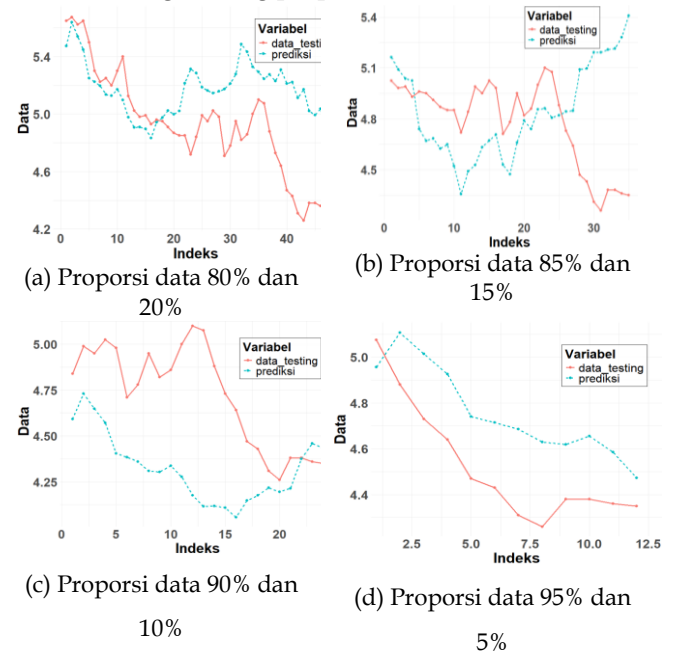 Variabel
data_testi
prediksi
5.4
5.0
4.6
4.2
Data
0 10 20 30 40
Indeks
(a) Proporsi data 80% dan
20%
Variabel
data_testing
prediksi
5.4
5.1
4.8
4.5
Data
0 10 20 30
Indeks
(b) Proporsi data 85% dan
15%
Variabel
data_testing
prediksi
5.00
4.75
4.50
4.25
Data
0 5 10 15 20
Indeks
(c) Proporsi data 90% dan
10%
Variabel
data_testing
prediksi
5.0
4.8
4.6
4.4
Data
2.5 5.0 7.5 10.0 12.5
Indeks
(d) Proporsi data 95% dan
5%